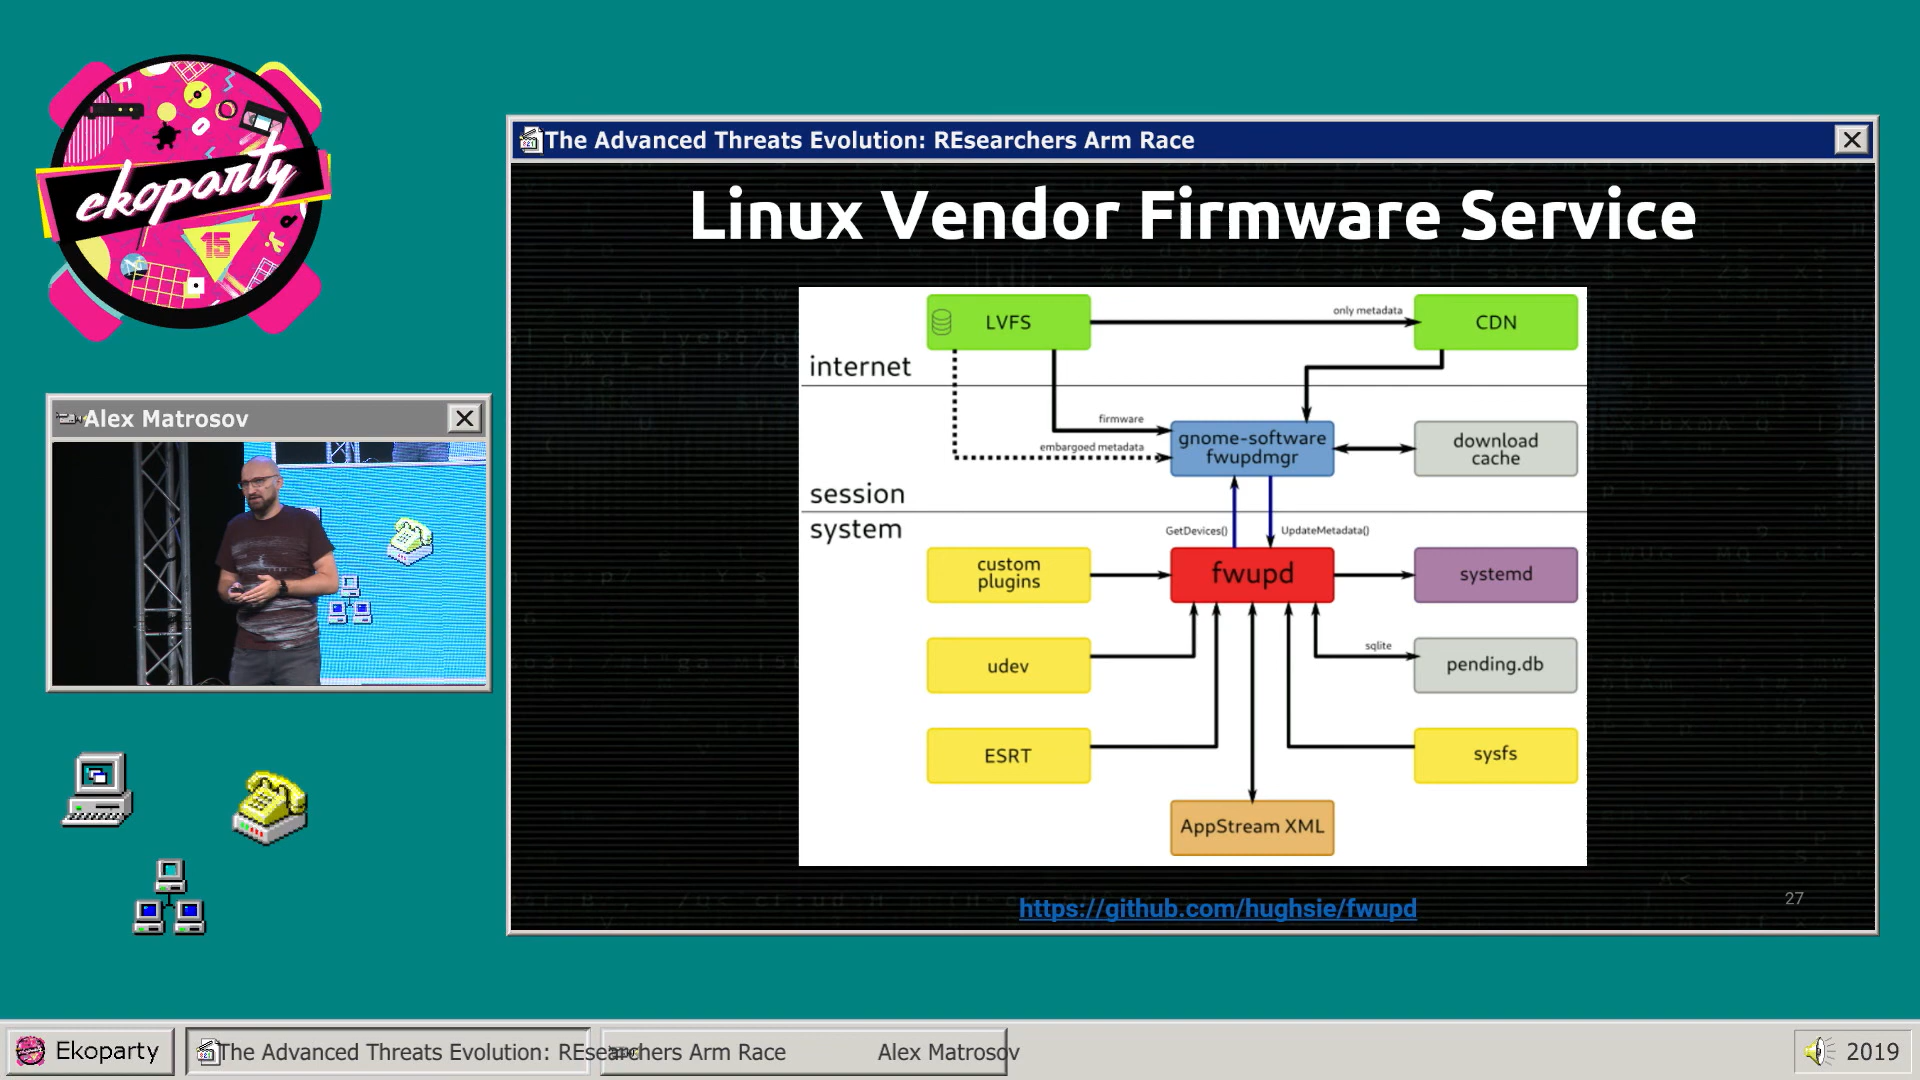 ekoparty
15
Alex Matrosov
The Advanced Threats Evolution: REsearchers Arm Race
Linux Vendor Firmware Service
LVFS
only metadata
CDN
internet
firmware
embargoed metadata
gnome-software
fwupdmgr
download
cache
session
system
GetDevices()
UpdateMetadata()
custom
plugins
fwupd
systemd
udev
sqlite
pending.db
ESRT
sysfs
AppStream XML
https://github.com/hughsie/fwupd
27
Ekoparty
The Advanced Threats Evolution: REsearchers Arm Race
Alex Matrosov
2019